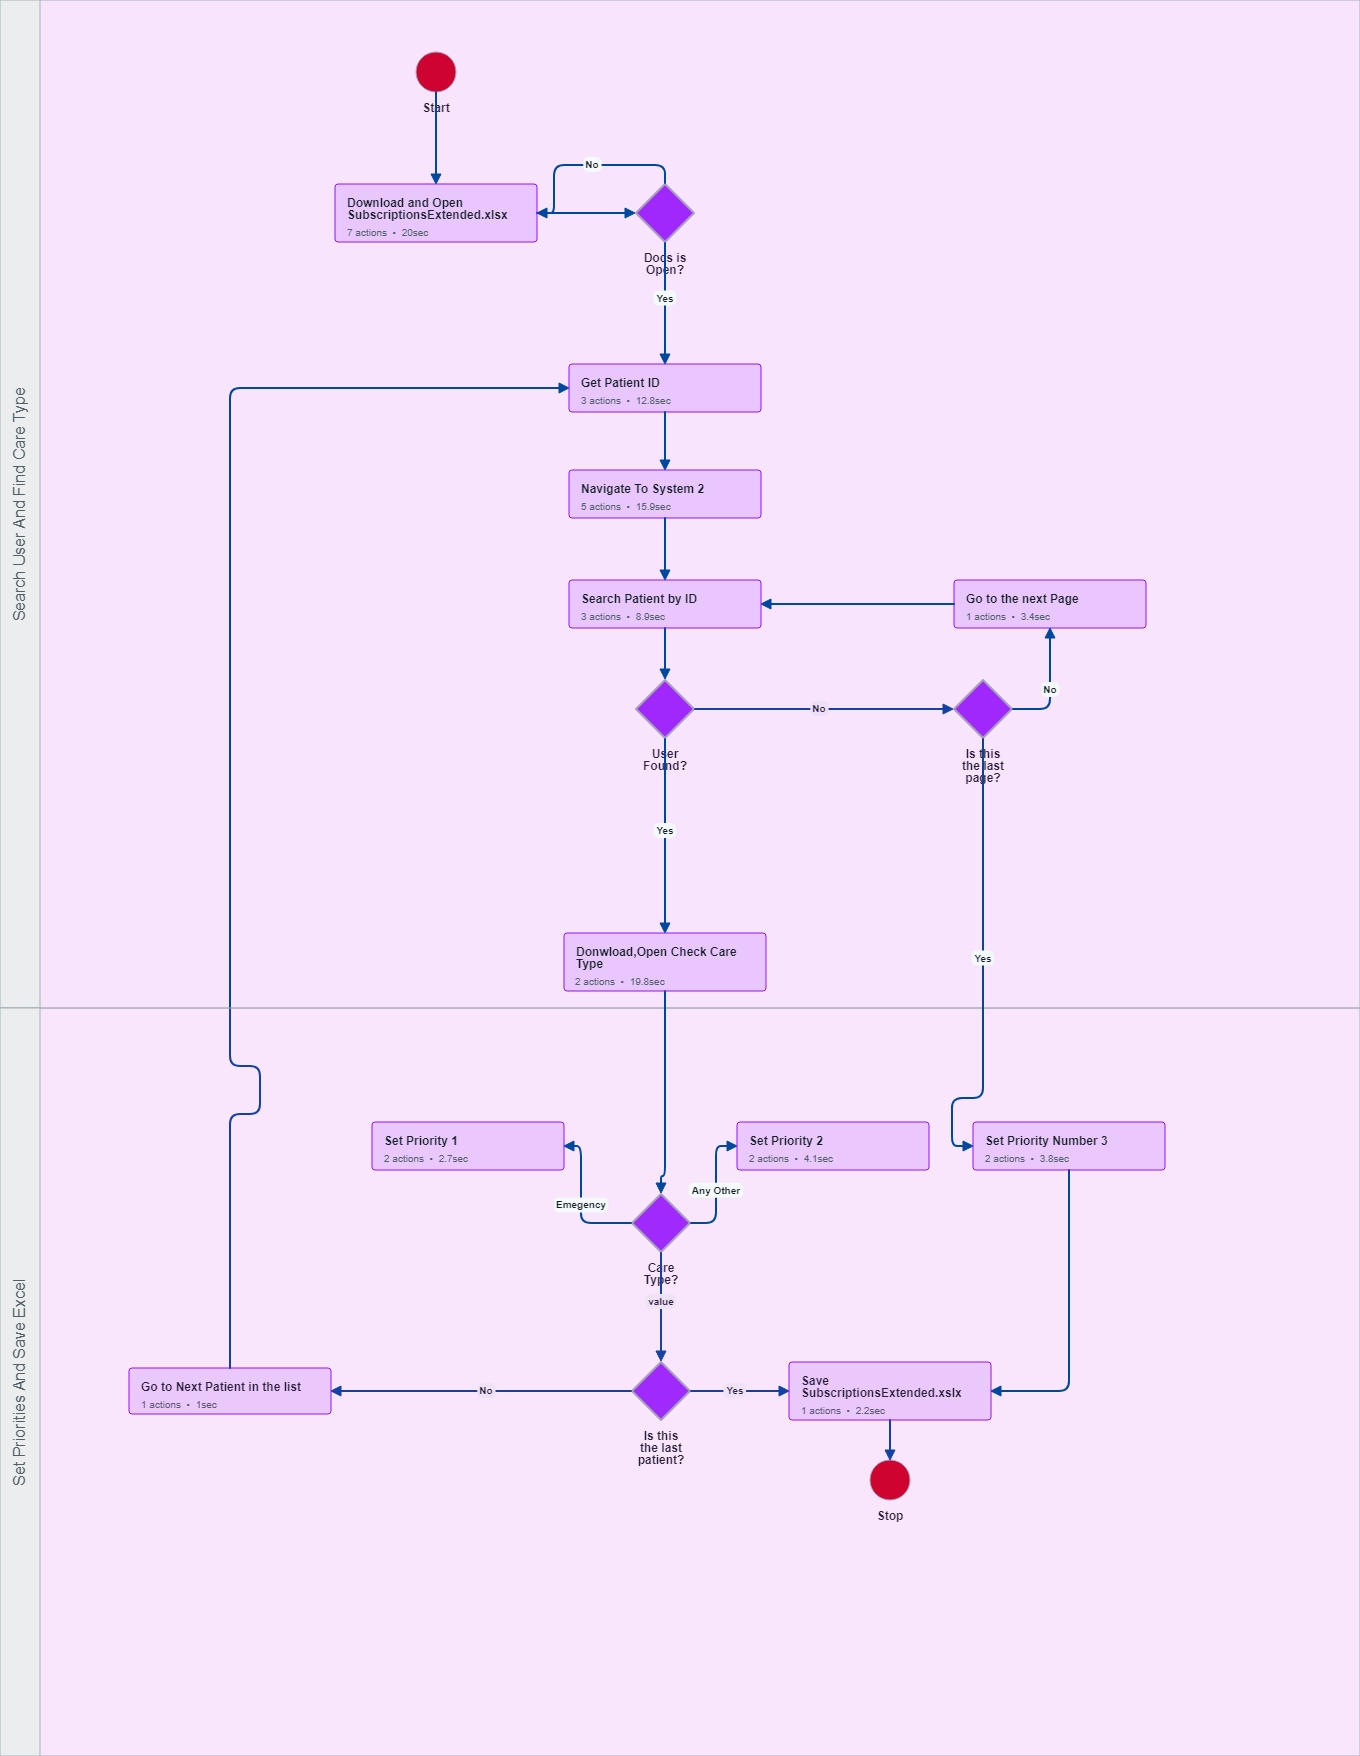 Search User And Find Care Type
Start
No
Download and Open
SubscriptionsExtended.xlsx
7 actions • 20sec
Docs is
Open?
Yes
Get Patient ID
3 actions • 12.8sec
Navigate To System 2
5 actions • 15.9sec
Search Patient by ID
3 actions • 8.9sec
Go to the next Page
1 actions • 3.4sec
No
No
User
Found?
Is this
the last
page?
Yes
Donwload,Open Check Care
Type
2 actions • 19.8sec
Yes
Set Priorities And Save Excel
Set Priority 1
2 actions • 2.7sec
Set Priority 2
2 actions • 4.1sec
Set Priority Number 3
2 actions • 3.8sec
Emegency
Any Other
Care
Type?
value
Go to Next Patient in the list
1 actions • 1sec
No
Yes
Save
SubscriptionsExtended.xslx
1 actions • 2.2sec
Is this
the last
patient?
Stop